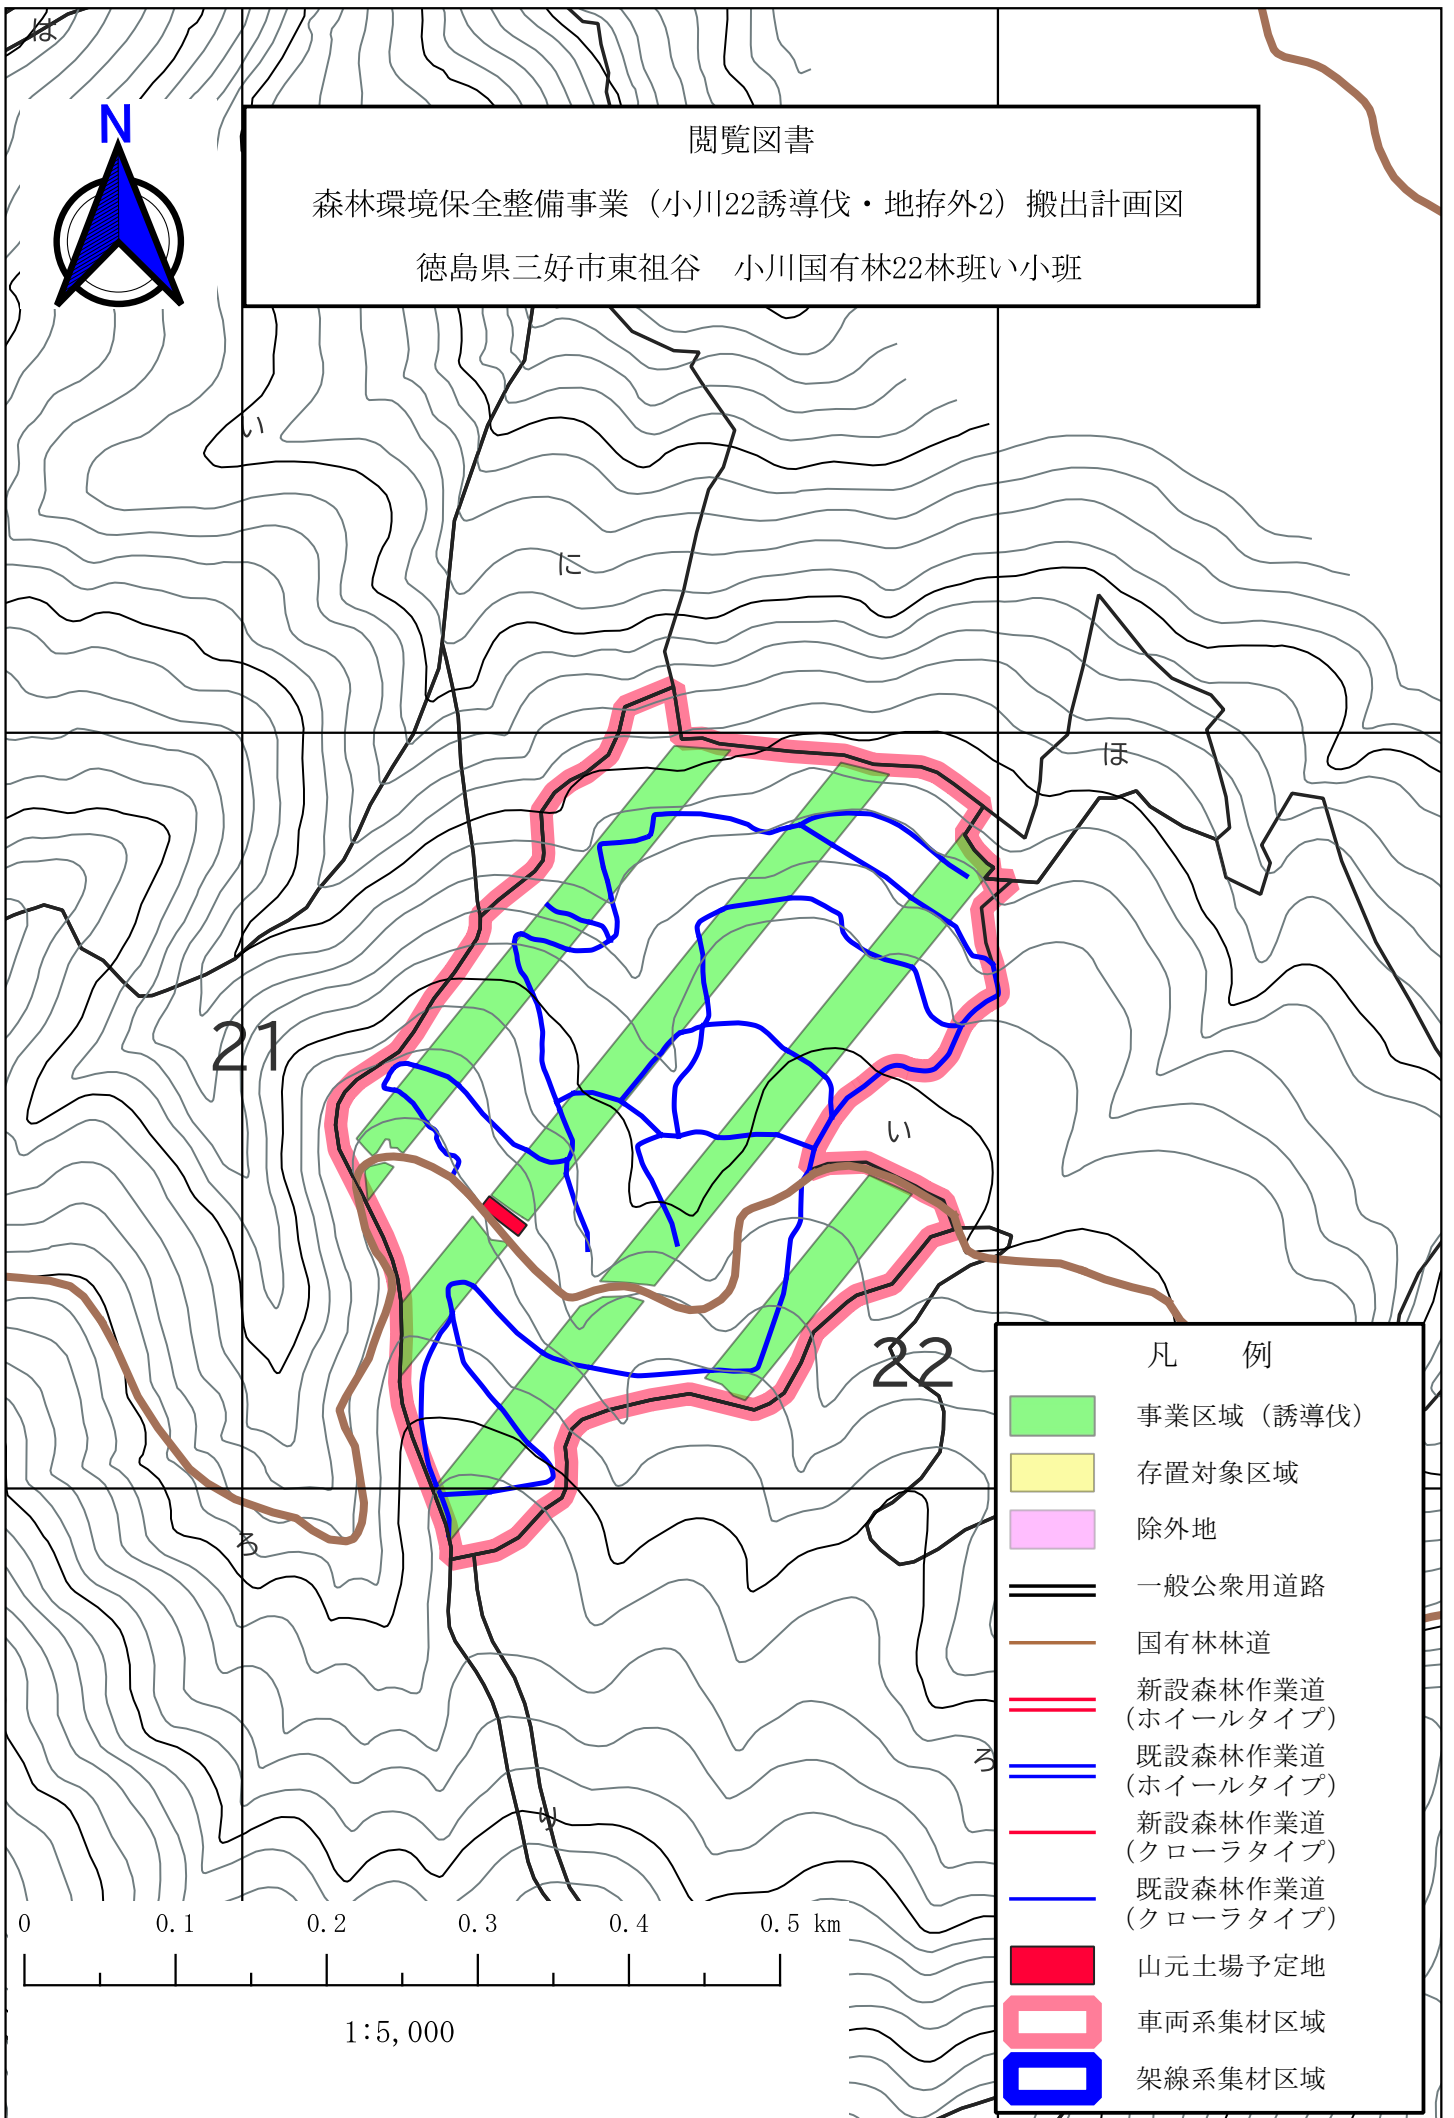 は
N
閲覧図書
森林環境保全整備事業（小川22誘導伐・地拵外2）搬出計画図
徳島県三好市東祖谷　小川国有林22林班い小班
い
に
ほ
21
い
22
ろ
ろ
り
凡　例
事業区域（誘導伐）
存置対象区域
除外地
一般公衆用道路
国有林林道
新設森林作業道
（ホイールタイプ）
既設森林作業道
（ホイールタイプ）
新設森林作業道
（クローラタイプ）
既設森林作業道
（クローラタイプ）
山元土場予定地
車両系集材区域
架線系集材区域
0 0.1 0.2 0.3 0.4 0.5 km
1:5,000